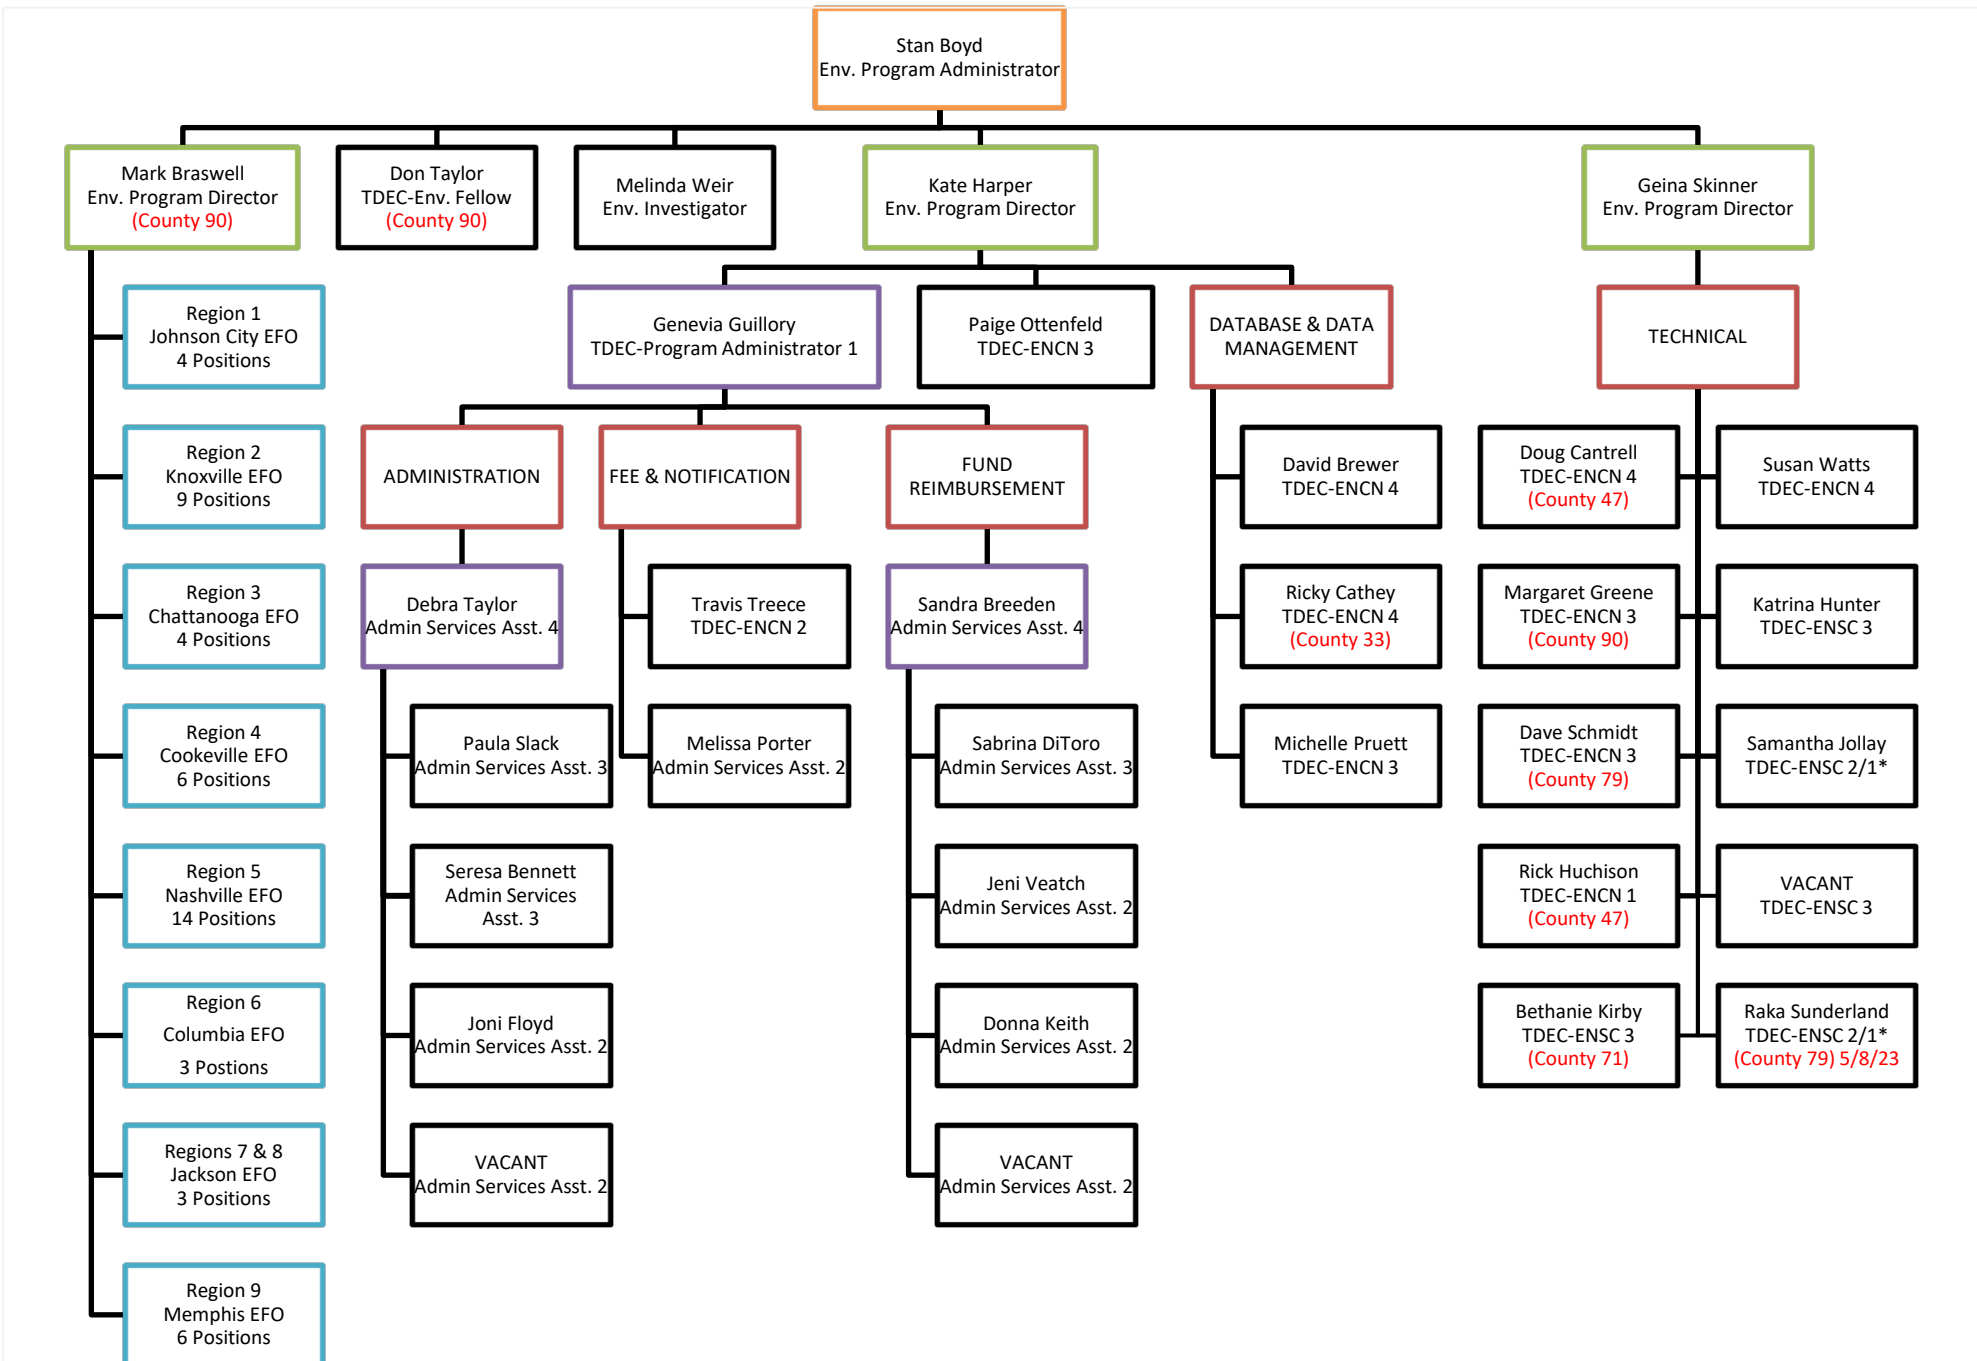 Stan Boyd
Env. Program Administrator
Mark Braswell
Env. Program Director
(County 90)
Don Taylor
TDEC-Env. Fellow
(County 90)
Melinda Weir
Env. Investigator
Kate Harper
Env. Program Director
Geina Skinner
Env. Program Director
Region 1
Johnson City EFO
4 Positions
Region 2
Knoxville EFO
9 Positions
Region 3
Chattanooga EFO
4 Positions
Region 4
Cookeville EFO
6 Positions
Region 5
Nashville EFO
14 Positions
Region 6
Columbia EFO
3 Postions
Regions 7 & 8
Jackson EFO
3 Positions
Region 9
Memphis EFO
6 Positions
Genevia Guillory
TDEC-Program Administrator 1
Paige Ottenfeld
TDEC-ENCN 3
DATABASE & DATA
MANAGEMENT
TECHNICAL
ADMINISTRATION
Debra Taylor
Admin Services Asst. 4
Paula Slack
Admin Services Asst. 3
Seresa Bennett
Admin Services
Asst. 3
Joni Floyd
Admin Services Asst. 2
VACANT
Admin Services Asst. 2
FEE & NOTIFICATION
Travis Treece
TDEC-ENCN 2
Melissa Porter
Admin Services Asst. 2
FUND
REIMBURSEMENT
Sandra Breeden
Admin Services Asst. 4
Sabrina DiToro
Admin Services Asst. 3
Jeni Veatch
Admin Services Asst. 2
Donna Keith
Admin Services Asst. 2
VACANT
Admin Services Asst. 2
David Brewer
TDEC-ENCN 4
Ricky Cathey
TDEC-ENCN 4
(County 33)
Michelle Pruett
TDEC-ENCN 3
Doug Cantrell
TDEC-ENCN 4
(County 47)
Susan Watts
TDEC-ENCN 4
Margaret Greene
TDEC-ENCN 3
(County 90)
Katrina Hunter
TDEC-ENSC 3
Dave Schmidt
TDEC-ENCN 3
(County 79)
Samantha Jollay
TDEC-ENSC 2/1*
Rick Huchison
TDEC-ENCN 1
(County 47)
VACANT
TDEC-ENSC 3
Bethanie Kirby
TDEC-ENSC 3
(County 71)
Raka Sunderland
TDEC-ENSC 2/1*
(County 79) 5/8/23